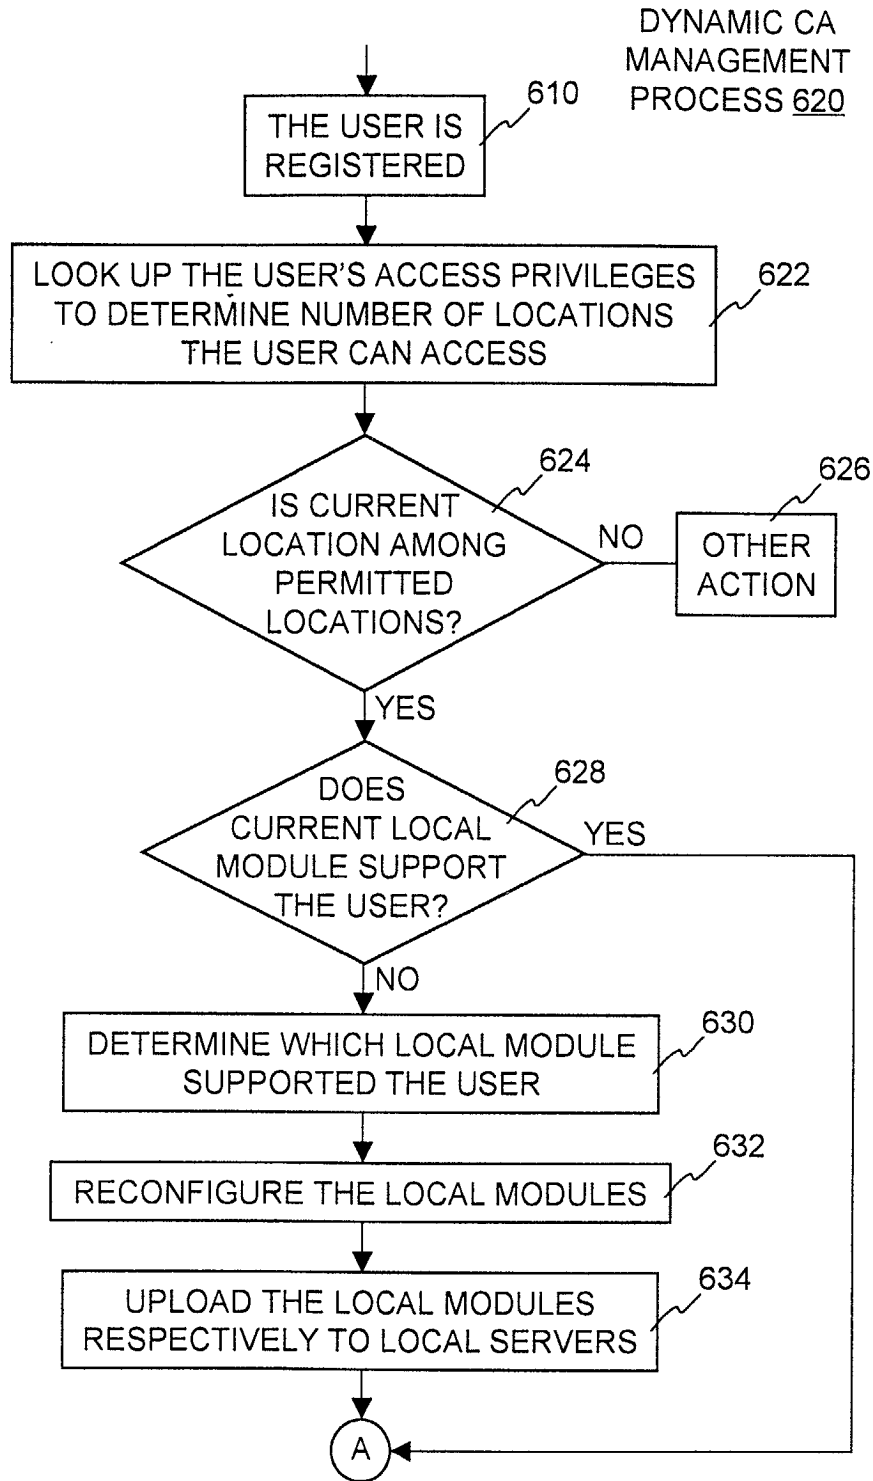 DYNAMIC CA
MANAGEMENT
PROCESS 620
610
THE USER IS
REGISTERED
622
LOOK UP THE USER'S ACCESS PRIVILEGES
TO DETERMINE NUMBER OF LOCATIONS
THE USER CAN ACCESS
624
IS CURRENT
LOCATION AMONG
PERMITTED
LOCATIONS?
NO
626
OTHER
ACTION
YES
628
DOES
CURRENT LOCAL
MODULE SUPPORT
THE USER?
YES
NO
630
DETERMINE WHICH LOCAL MODULE
SUPPORTED THE USER
632
RECONFIGURE THE LOCAL MODULES
634
UPLOAD THE LOCAL MODULES
RESPECTIVELY TO LOCAL SERVERS
A